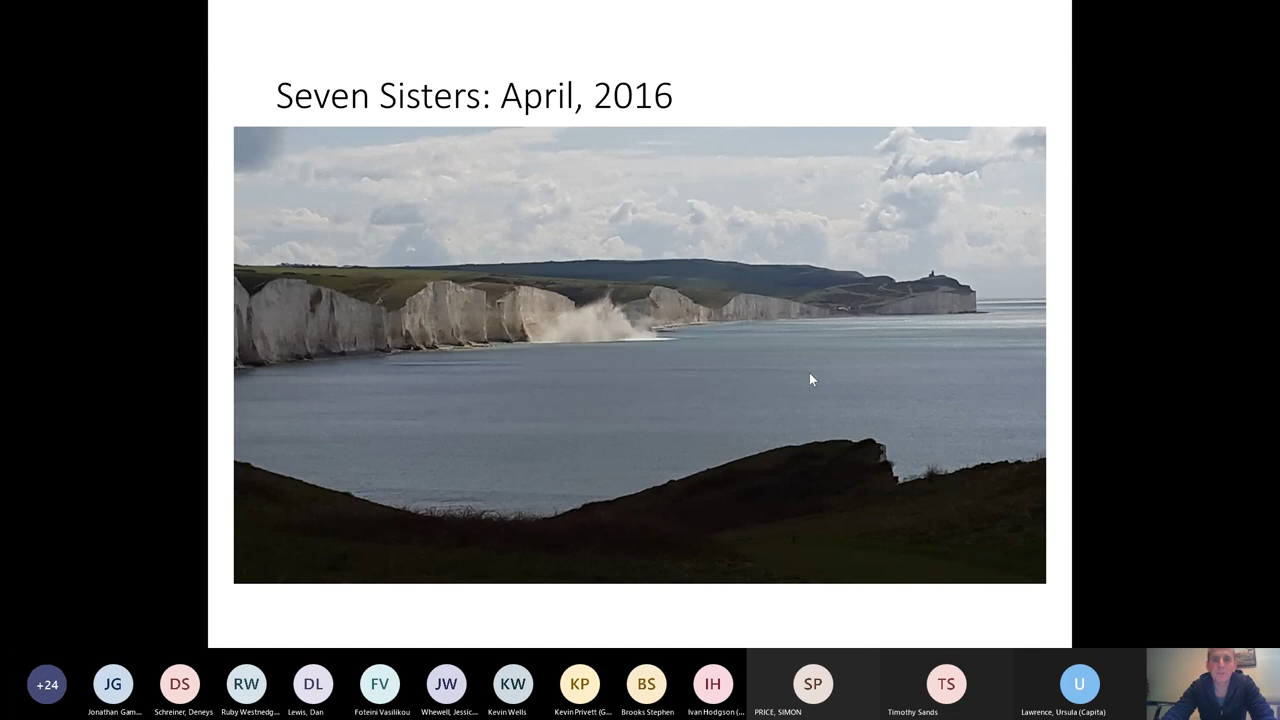 Seven Sisters: April, 2016
+24
JG
DS
RW
DL
FV
JW
KW
KP
BS
IH
SP
TS
U
Jonathan Gam...
Schreiner, Deneys
Ruby Westnedg...
Lewis, Dan
Foteini Vasilikou
Whewell, Jessic...
Kevin Wells
Kevin Privett (G...
Brooks Stephen
Ivan Hodgson (...
PRICE, SIMON
Timothy Sands
Lawrence, Ursula (Capita)